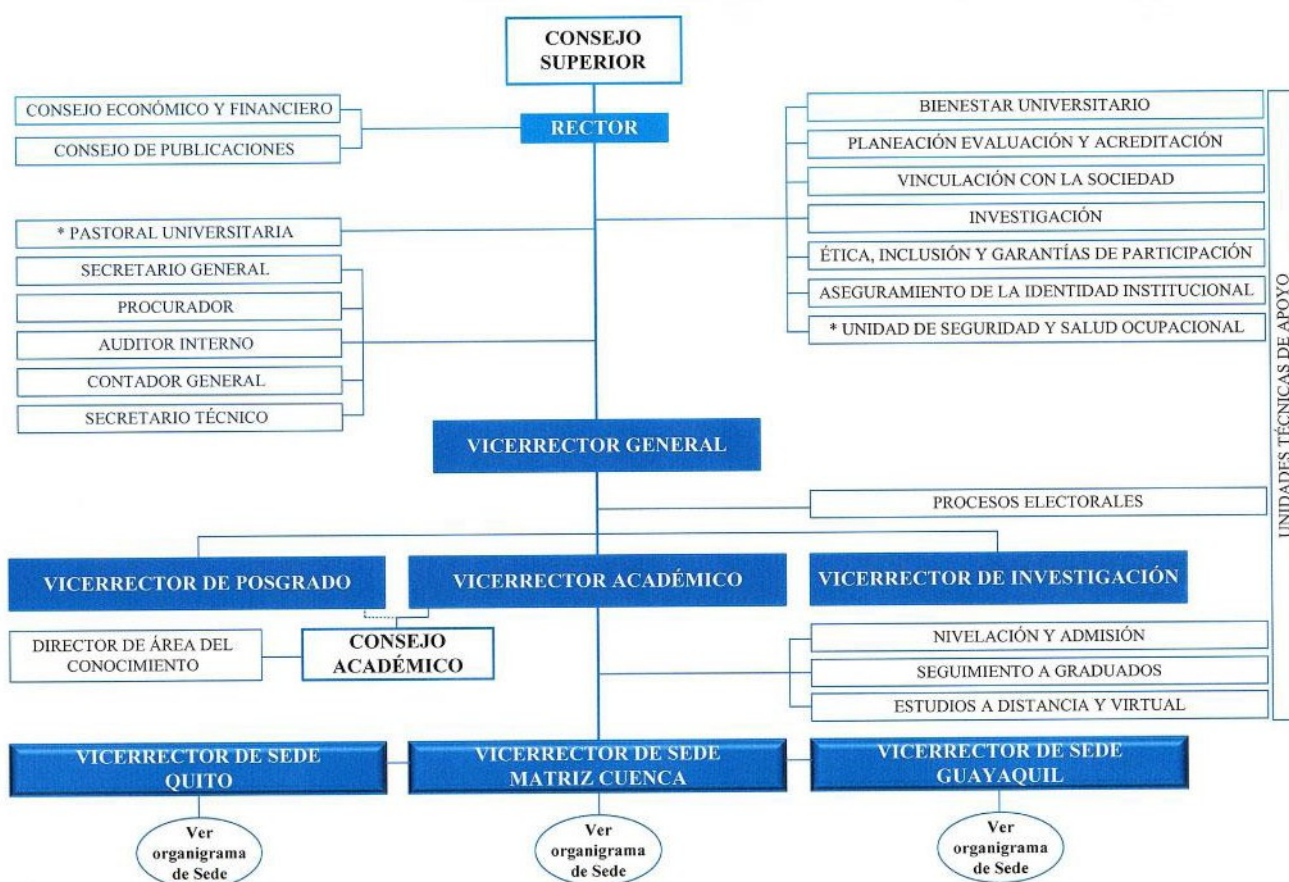 CONSEJO
SUPERIOR
RECTOR
CONSEJO ECONÓMICO Y FINANCIERO
CONSEJO DE PUBLICACIONES
* PASTORAL UNIVERSITARIA
SECRETARIO GENERAL
PROCURADOR
AUDITOR INTERNO
CONTADOR GENERAL
SECRETARIO TÉCNICO
BIENESTAR UNIVERSITARIO
PLANEACIÓN EVALUACIÓN Y ACREDITACIÓN
VINCULACIÓN CON LA SOCIEDAD
INVESTIGACIÓN
ÉTICA, INCLUSIÓN Y GARANTÍAS DE PARTICIPACIÓN
ASEGURAMIENTO DE LA IDENTIDAD INSTITUCIONAL
* UNIDAD DE SEGURIDAD Y SALUD OCUPACIONAL
UNIDADES TÉCNICAS DE APOYO
VICERRECTOR GENERAL
PROCESOS ELECTORALES
VICERRECTOR DE POSGRADO
VICERRECTOR ACADÉMICO
VICERRECTOR DE INVESTIGACIÓN
DIRECTOR DE ÁREA DEL
CONOCIMIENTO
CONSEJO
ACADÉMICO
NIVELACIÓN Y ADMISIÓN
SEGUIMIENTO A GRADUADOS
ESTUDIOS A DISTANCIA Y VIRTUAL
VICERRECTOR DE SEDE
QUITO
VICERRECTOR DE SEDE
MATRIZ CUENCA
VICERRECTOR DE SEDE
GUAYAQUIL
Ver
organigrama
de Sede
Ver
organigrama
de Sede
Ver
organigrama
de Sede